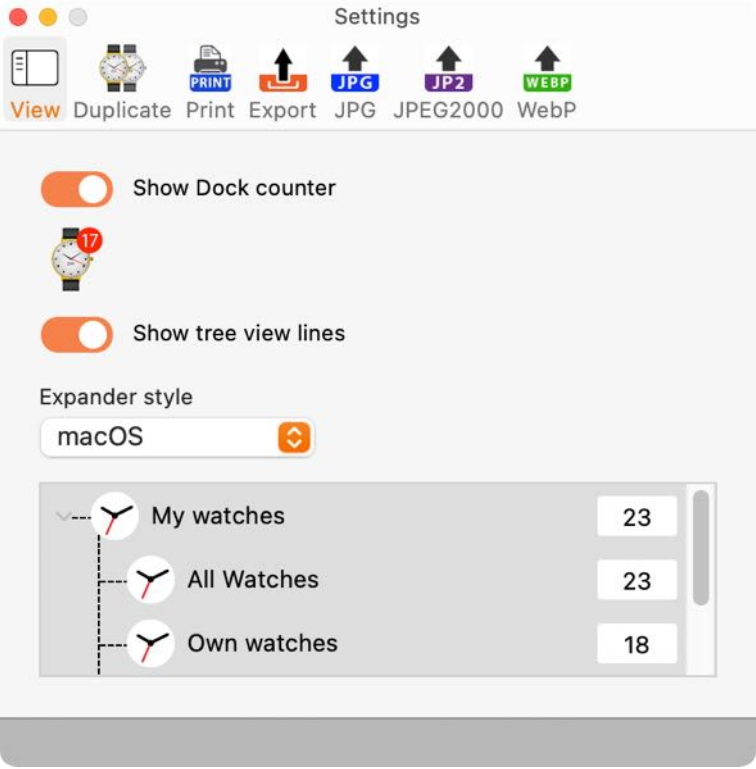 Settings
PRINT
JPG
JP2
WEBP
View Duplicate Print Export JPG JPEG2000 WebP
Show Dock counter
17
Show tree view lines
Expander style
macOS
My watches 23
All Watches 23
Own watches 18